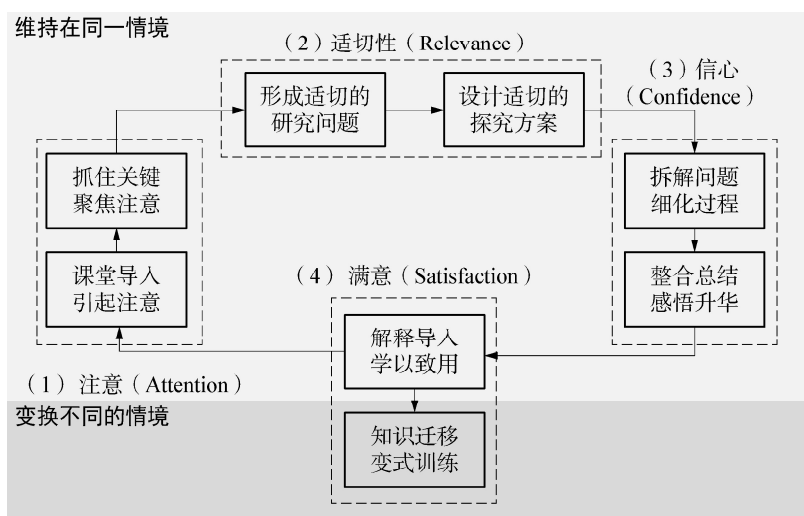 维持在同一情境
（2）适切性（Relevance）
形成适切的
研究问题
设计适切的
探究方案
（3）信心
（Confidence）
抓住关键
聚焦注意
课堂导入
引起注意
（1）注意（Attention）
拆解问题
细化过程
整合总结
感悟升华
（4）满意（Satisfaction）
解释导入
学以致用
变换不同的情境
知识迁移
变式训练